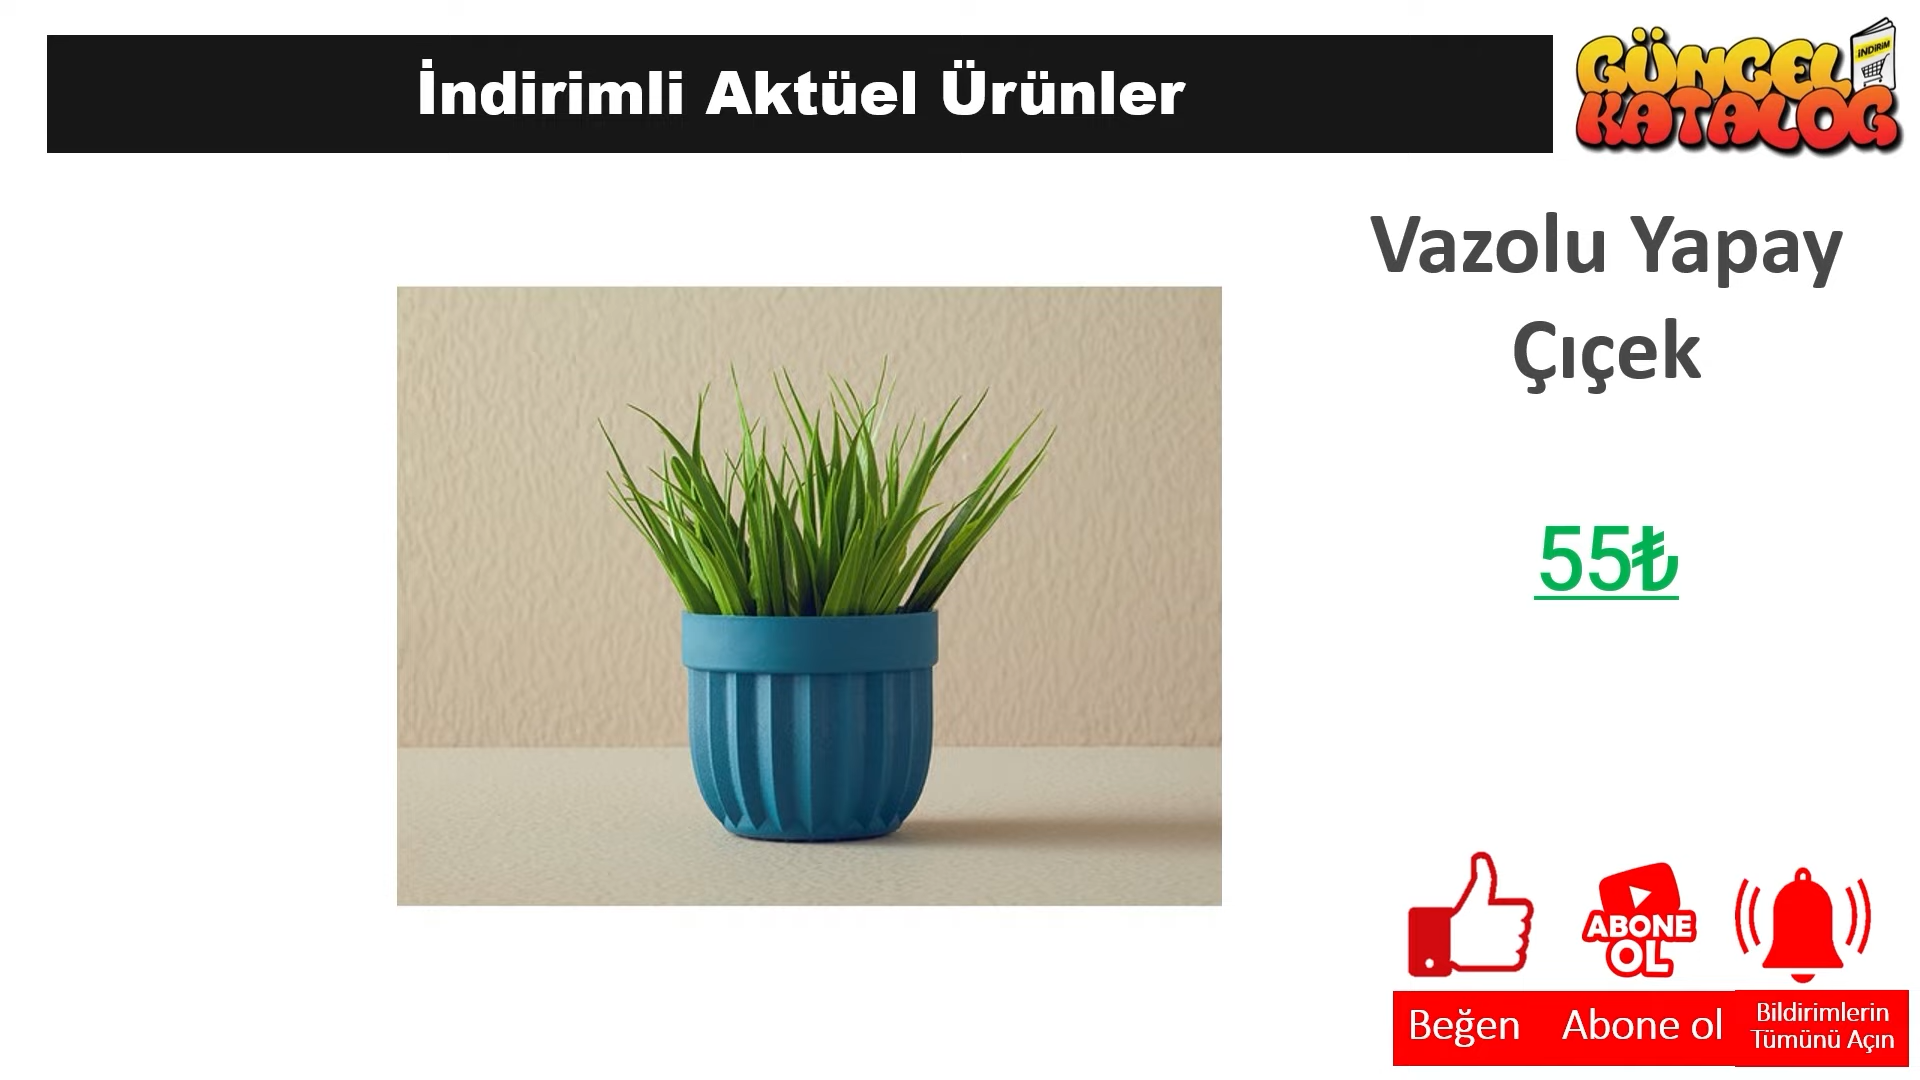 İndirimli Aktüel Ürünler
GÜNCEL
KATALOG
İNDİRİM
Vazolu Yapay
Çıçek
55₺
ABONE
OL
Beğen
Abone ol
Bildirimlerin
Tümünü Açın